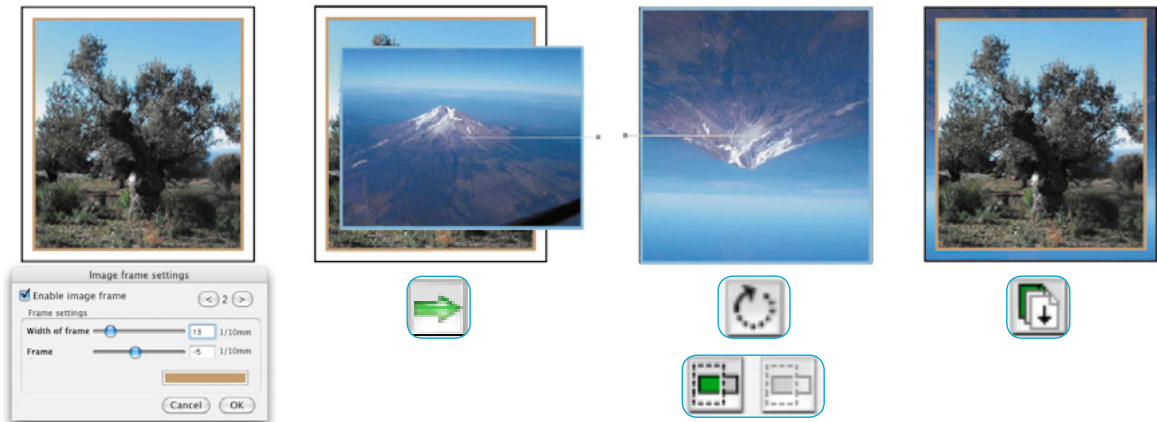 Image frame settings
Enable image frame
< 2 >
Frame settings
Width of frame 13 1/10mm
Frame -5 1/10mm
Cancel OK